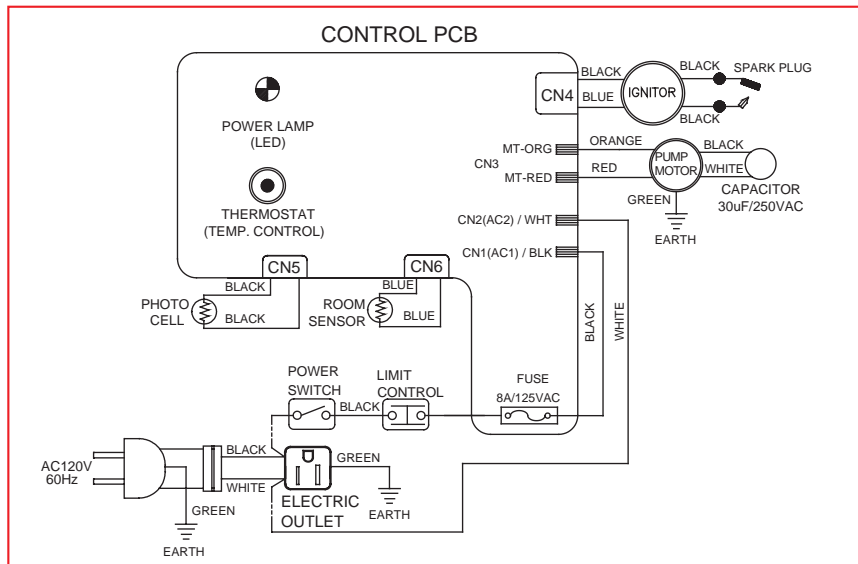 CONTROL PCB
POWER LAMP
(LED)
THERMOSTAT
(TEMP. CONTROL)
CN4
BLACK
BLUE
IGNITOR
BLACK
SPARK PLUG
BLACK
MT-ORG
CN3
MT-RED
ORANGE
RED
PUMP
MOTOR
BLACK
WHITE
CAPACITOR
30uF/250VAC
GREEN
EARTH
CN2(AC2) / WHT
CN1(AC1) / BLK
CN5
CN6
BLACK
PHOTO
CELL
BLACK
BLUE
ROOM
SENSOR
BLUE
BLACK
WHITE
POWER
SWITCH
BLACK
LIMIT
CONTROL
FUSE
8A/125VAC
AC120V
60Hz
BLACK
WHITE
GREEN
EARTH
GREEN
EARTH
ELECTRIC
OUTLET